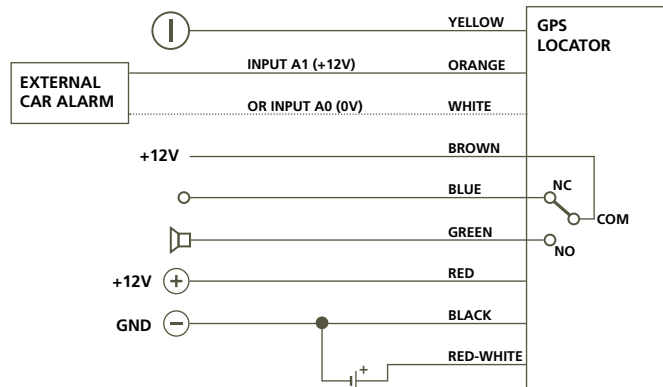 YELLOW
GPS
LOCATOR
INPUT A1 (+12V)
ORANGE
EXTERNAL
CAR ALARM
OR INPUT A0 (0V)
WHITE
+12V
BROWN
BLUE
NC
COM
GREEN
NO
+12V
+
RED
GND
−
BLACK
RED-WHITE
+